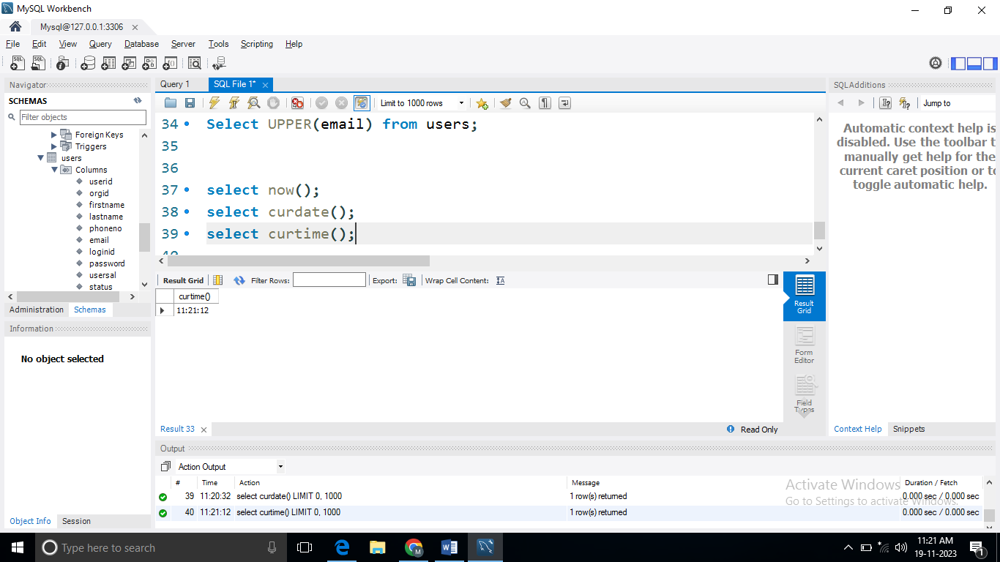 MySQL Workbench
Mysql@127.0.0.1:3306
File Edit View Query Database Server Tools Scripting Help
Navigator
SCHEMAS
Filter objects
Foreign Keys
Triggers
users
Columns
userid
orgid
firstname
lastname
phoneno
email
loginid
password
usersal
status
Administration Schemas
Information
No object selected
Object Info Session
Query 1 SQL File 1*
Limit to 1000 rows
34 Select UPPER(email) from users;
35
36
37 select now();
38 select curdate();
39 select curtime();
Result Grid Filter Rows: Export: Wrap Cell Content:
curtime()
11:21:12
Result Grid
Form Editor
Field Types
Result 33
Read Only
Output
Action Output
# Time Action Message Duration / Fetch
39 11:20:32 select curdate() LIMIT 0, 1000 1 row(s) returned 0.000 sec / 0.000 sec
40 11:21:12 select curtime() LIMIT 0, 1000 1 row(s) returned 0.000 sec / 0.000 sec
SQLAdditions
Jump to
Automatic context help is
disabled. Use the toolbar t
manually get help for the
current caret position or to
toggle automatic help.
Context Help Snippets
Activate Windows
Go to Settings to activate Windows.
Type here to search
11:21 AM
19-11-2023
1